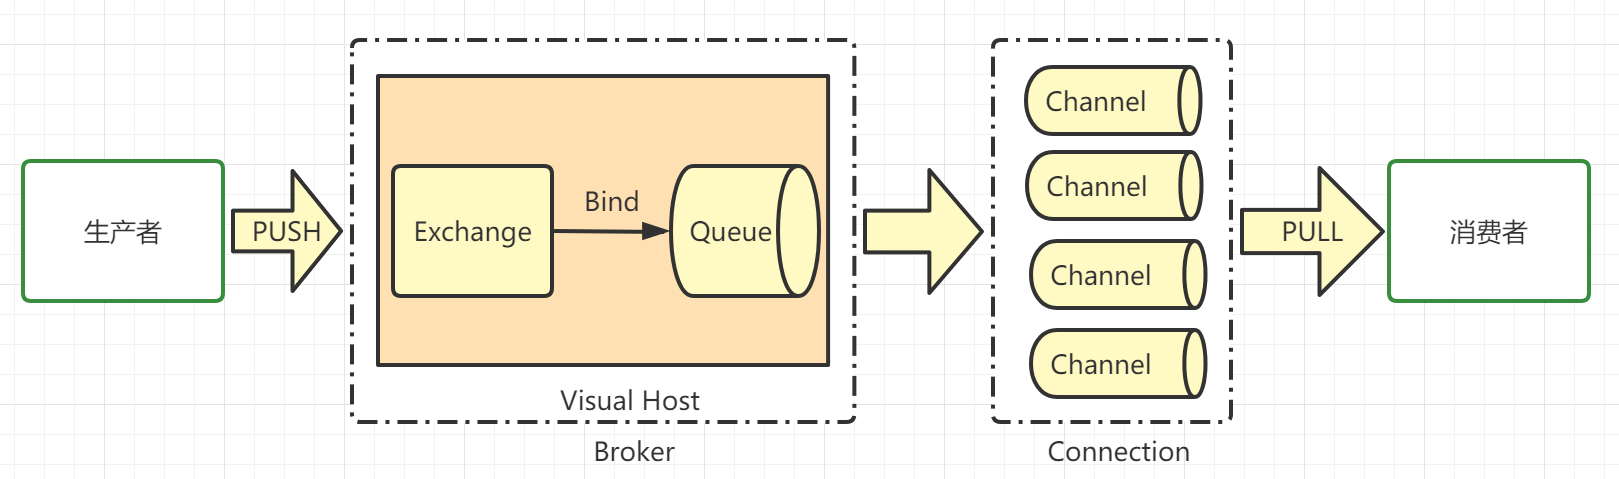 生产者
PUSH
Exchange
Bind
Queue
Visual Host
Broker
Channel
Channel
Channel
Channel
Connection
PULL
消费者